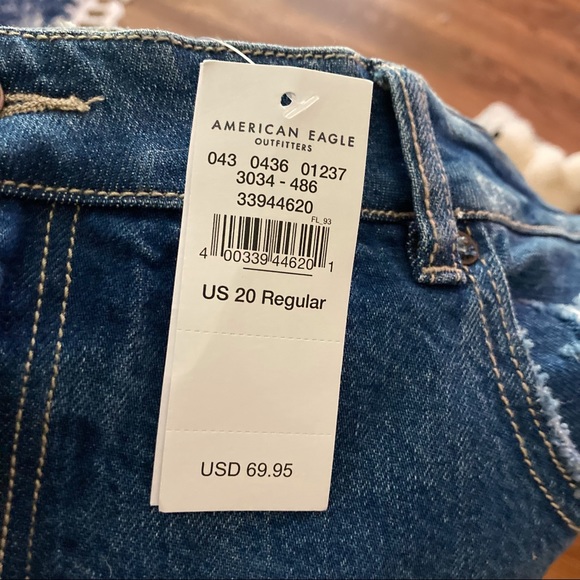 AMERICAN EAGLE
OUTFITTERS
043 0436 01237
3034 - 486
33944620
FL_93
4 00339 44620 1
US 20 Regular
USD 69.95